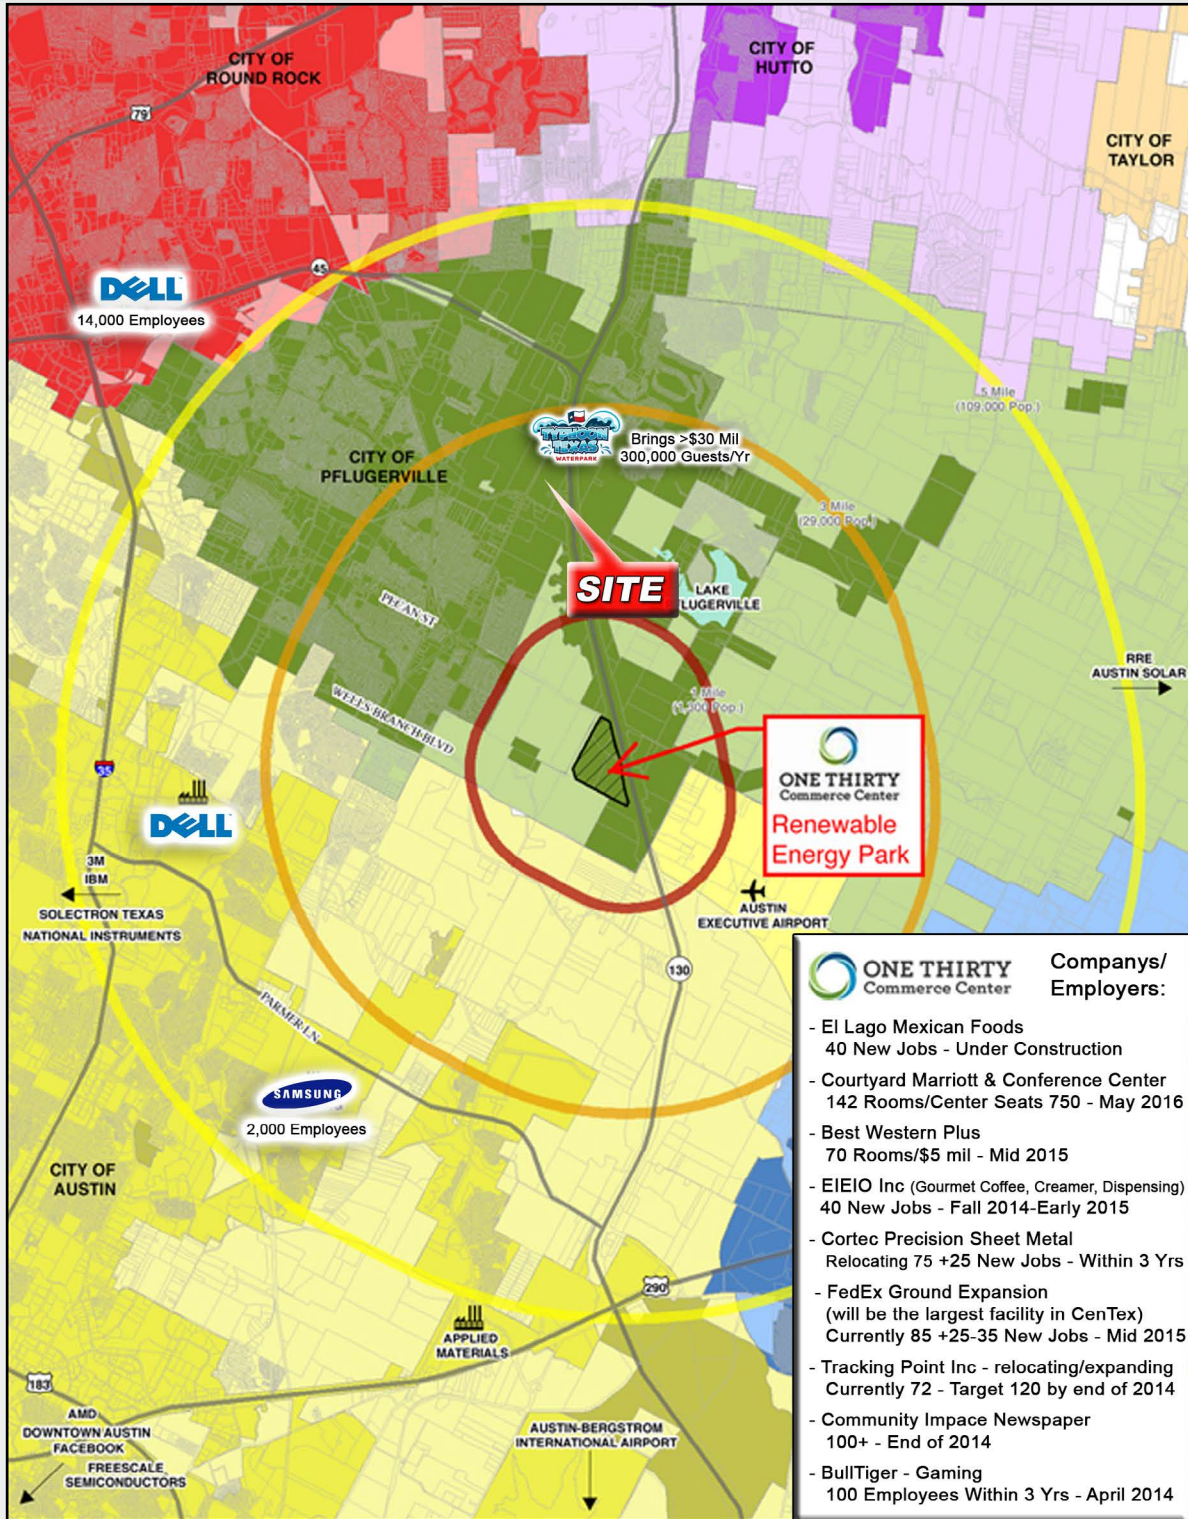 CITY OF
ROUND ROCK
CITY OF
HUTTO
CITY OF
TAYLOR
79
45
DELL
14,000 Employees
5 Mile
(109,000 Pop.)
TYPHOON
TEXAS
WATERPARK
Brings >$30 Mil
300,000 Guests/Yr
CITY OF
PFLUGERVILLE
3 Mile
(29,000 Pop.)
SITE
LAKE
FLUGERVILLE
PECAN ST
RRE
AUSTIN SOLAR
1 Mile
(1,300 Pop.)
WELLS BRANCH BLVD
ONE THIRTY
Commerce Center
Renewable
Energy Park
35
DELL
3M
IBM
SOLECTRON TEXAS
NATIONAL INSTRUMENTS
AUSTIN
EXECUTIVE AIRPORT
130
PARMER LN
SAMSUNG
2,000 Employees
CITY OF
AUSTIN
290
APPLIED
MATERIALS
183
AMD
DOWNTOWN AUSTIN
FACEBOOK
FREESCALE
SEMICONDUCTORS
AUSTIN-BERGSTROM
INTERNATIONAL AIRPORT
ONE THIRTY
Commerce Center
Companys/
Employers:
- El Lago Mexican Foods
40 New Jobs - Under Construction
- Courtyard Marriott & Conference Center
142 Rooms/Center Seats 750 - May 2016
- Best Western Plus
70 Rooms/$5 mil - Mid 2015
- EIEIO Inc (Gourmet Coffee, Creamer, Dispensing)
40 New Jobs - Fall 2014-Early 2015
- Cortec Precision Sheet Metal
Relocating 75 +25 New Jobs - Within 3 Yrs
- FedEx Ground Expansion
(will be the largest facility in CenTex)
Currently 85 +25-35 New Jobs - Mid 2015
- Tracking Point Inc - relocating/expanding
Currently 72 - Target 120 by end of 2014
- Community Impace Newspaper
100+ - End of 2014
- BullTiger - Gaming
100 Employees Within 3 Yrs - April 2014